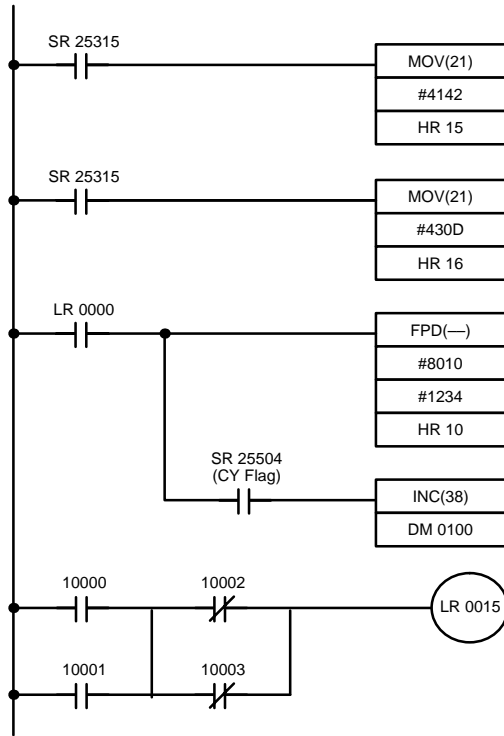 SR 25315
MOV(21)
#4142
HR 15
SR 25315
MOV(21)
#430D
HR 16
LR 0000
FPD(––)
#8010
#1234
HR 10
SR 25504
(CY Flag)
INC(38)
DM 0100
10000
10002
LR 0015
10001
10003